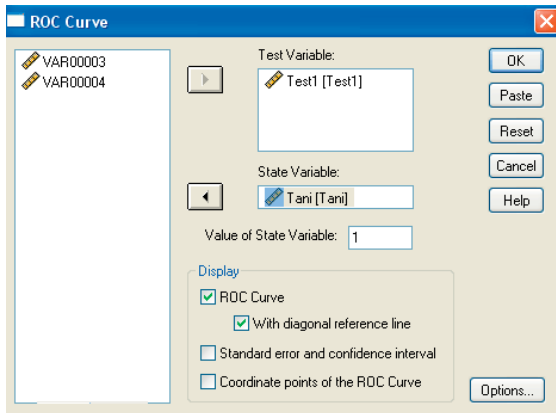 ROC Curve
VAR00003
VAR00004
Test Variable:
Test1 [Test1]
State Variable:
Tani [Tani]
Value of State Variable: 1
Display
ROC Curve
With diagonal reference line
Standard error and confidence interval
Coordinate points of the ROC Curve
OK
Paste
Reset
Cancel
Help
Options...